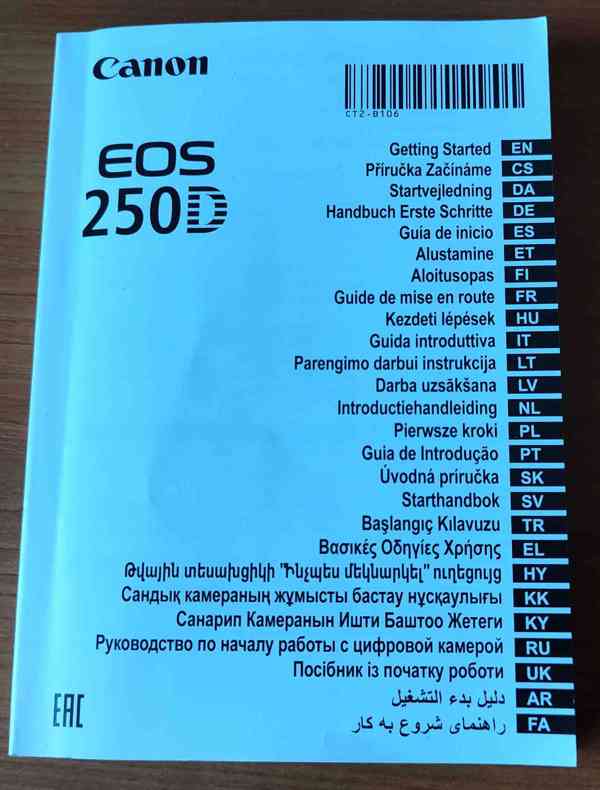 Canon
CT2-B106
EOS
250D
Getting Started EN
Příručka Začínáme CS
Startvejledning DA
Handbuch Erste Schritte DE
Guía de inicio ES
Alustamine ET
Aloitusopas FI
Guide de mise en route FR
Kezdeti lépések HU
Guida introduttiva IT
Parengimo darbui instrukcija LT
Darba uzsākšana LV
Introductiehandleiding NL
Pierwsze kroki PL
Guia de Introdução PT
Úvodná príručka SK
Starthandbok SV
Başlangıç Kılavuzu TR
Βασικές Οδηγίες Χρήσης EL
Թվային տեսախցիկի "Ինչպես մեկնարկել" ուղեցույց HY
Сандық камераның жұмысты бастау нұсқаулығы KK
Санарип Камеранын Ишти Баштоо Жетеги KY
Руководство по началу работы с цифровой камерой RU
Посібник із початку роботи UK
دليل بدء التشغيل AR
راهنمای شروع به کار FA
EAC